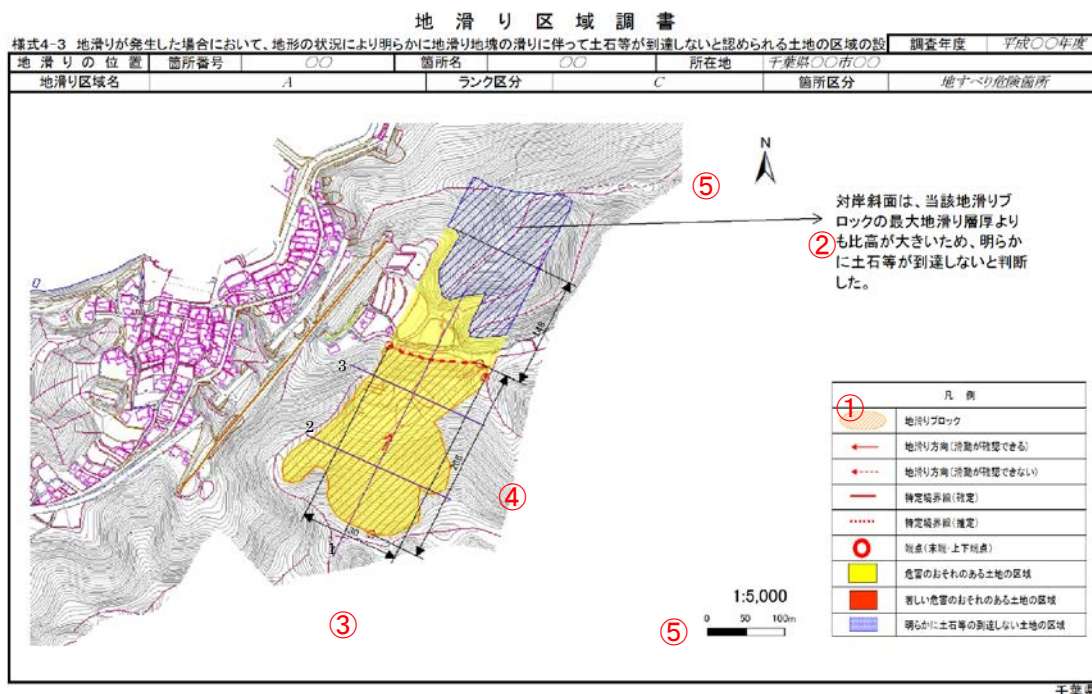 地滑り区域調書
様式4-3 地滑りが発生した場合において、地形の状況により明らかに地滑り地塊の滑りに伴って土石等が到達しないと認められる土地の区域の設
調査年度 平成〇〇年度
地滑りの位置 箇所番号 〇〇 箇所名 〇〇 所在地 千葉県〇〇市〇〇
地滑り区域名 A ランク区分 C 箇所区分 地すべり危険箇所
N
⑤
対岸斜面は、当該地滑りブ
ロックの最大地滑り層厚よ
②
りも比高が大きいため、明らか
に土石等が到達しないと判断
した。
148
3
2
268
④
130
1
③
凡例
①
地滑りブロック
地滑り方向(滑動が確認できる)
地滑り方向(滑動が確認できない)
特定境界線(確定)
特定境界線(推定)
端点(末端・上下端点)
危害のおそれのある土地の区域
著しい危害のおそれのある土地の区域
明らかに土石等の到達しない土地の区域
1:5,000
⑤
0 50 100m
千葉県